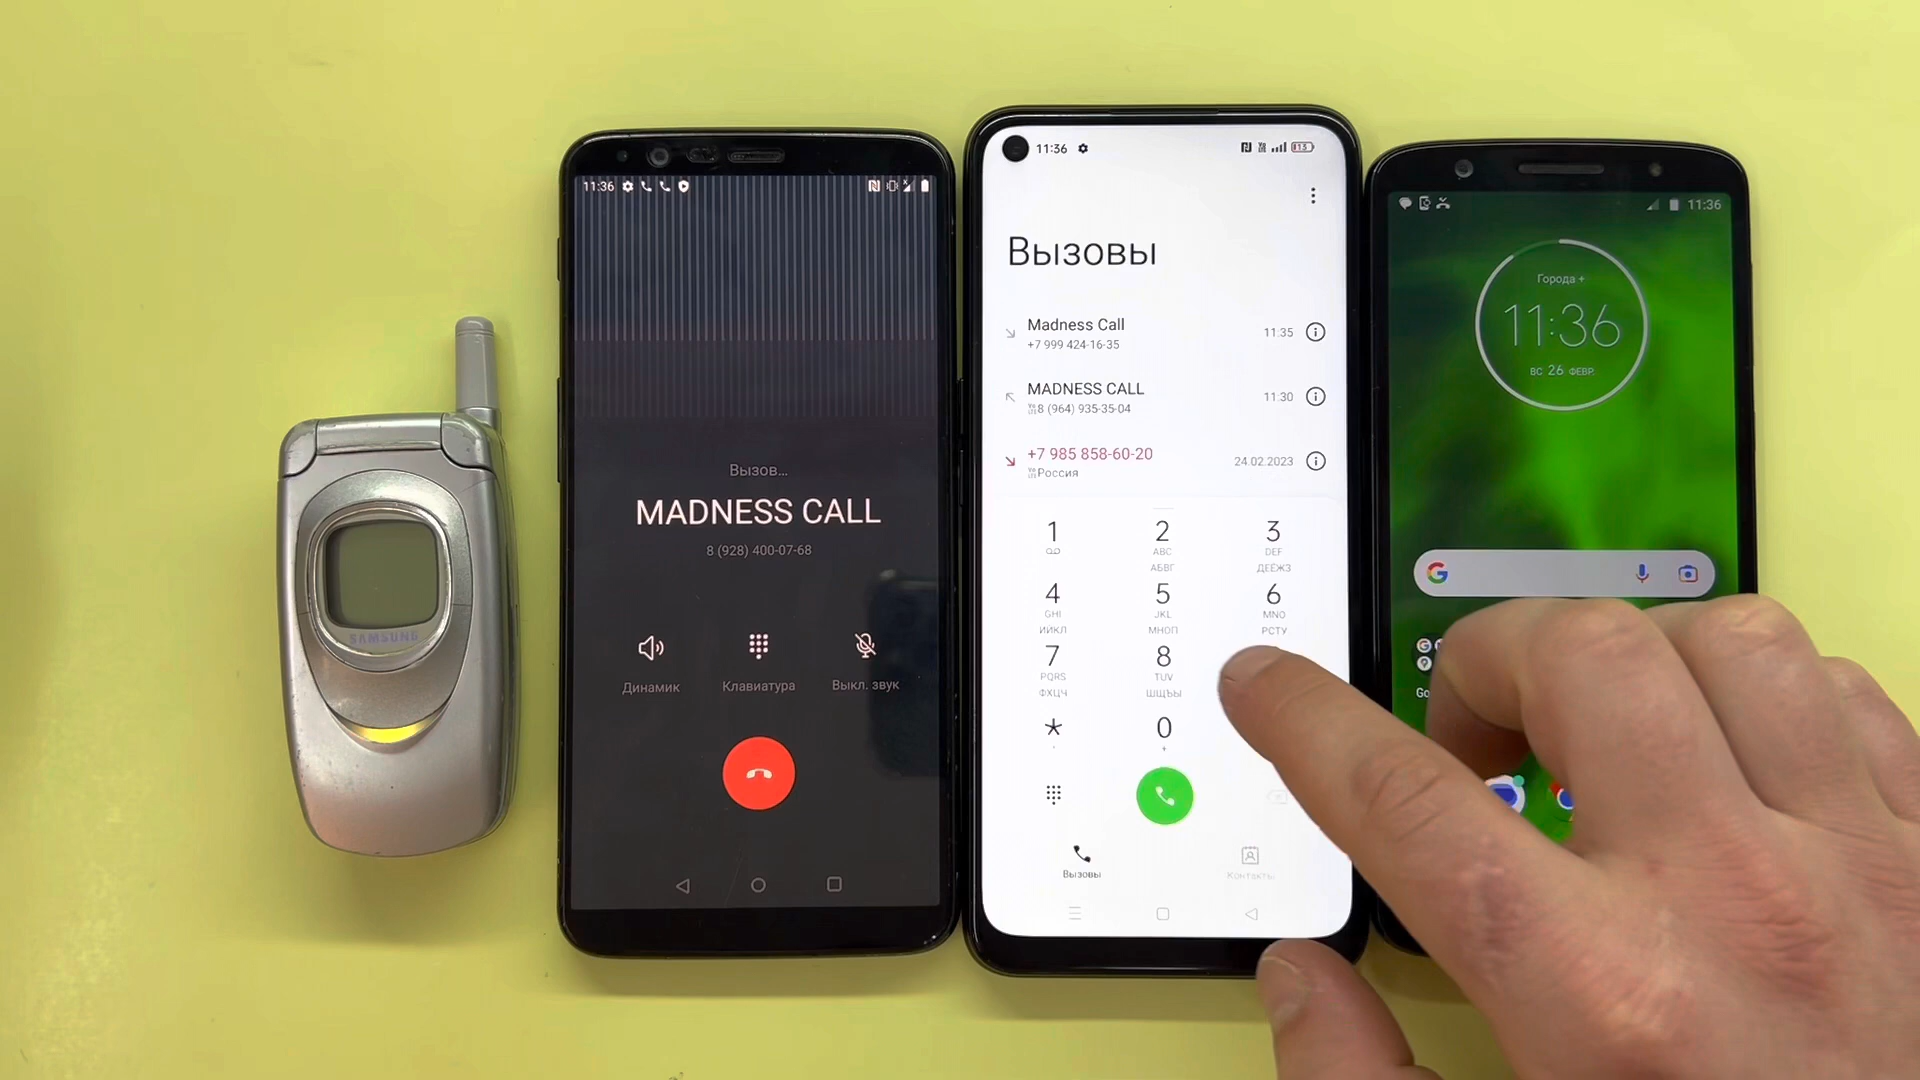 SAMSUNG
11:36
Вызов...
MADNESS CALL
8 (928) 400-07-68
Динамик
Клавиатура
Выкл. звук
11:36
Вызовы
Madness Call
11:35
+7 999 424-16-35
MADNESS CALL
11:30
8 (964) 935-35-04
+7 985 858-60-20
24.02.2023
Россия
1 2 3
ABC DEF
АБВГ ДЕЁЖЗ
4 5 6
GHI JKL MNO
ИЙКЛ МНОП РСТУ
7 8
PQRS TUV
ФХЦЧ ШЩЪЫ
* 0
+
Вызовы
Контакты
11:36
Города +
11:36
ВС 26 ФЕВР.
G
Go